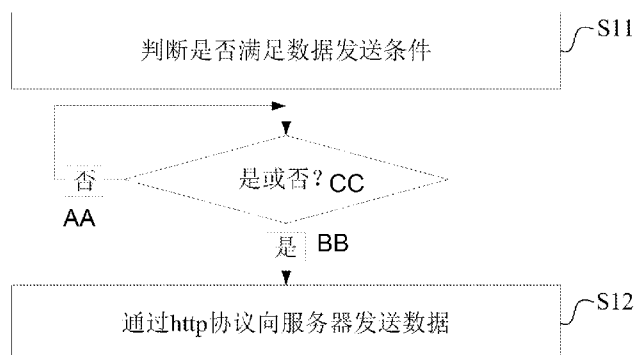 判断是否满足数据发送条件
S11
是或否?
CC
否
AA
是
BB
通过http协议向服务器发送数据
S12